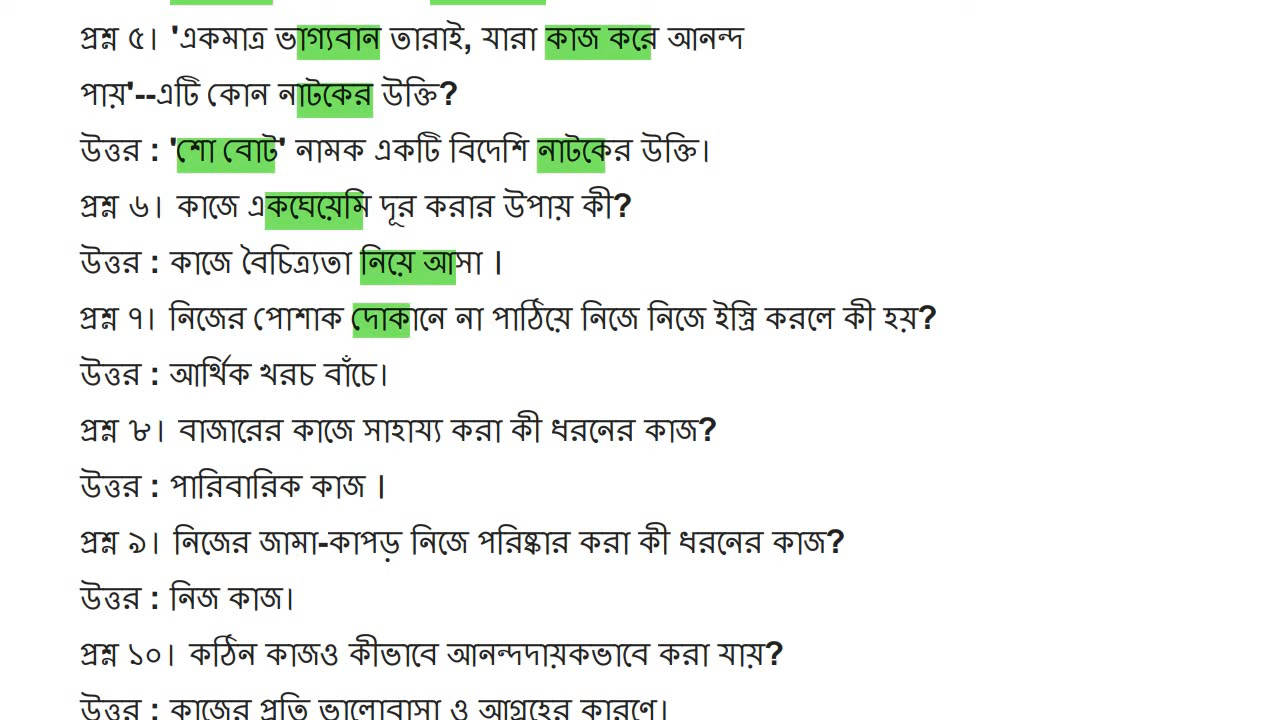 প্রশ্ন ৫। 'একমাত্র ভাগ্যবান তারাই, যারা কাজ করে আনন্দ
পায়'--এটি কোন নাটকের উক্তি?
উত্তর : 'শো বোট' নামক একটি বিদেশি নাটকের উক্তি।
প্রশ্ন ৬। কাজে একঘেয়েমি দূর করার উপায় কী?
উত্তর : কাজে বৈচিত্র্যতা নিয়ে আসা ।
প্রশ্ন ৭। নিজের পোশাক দোকানে না পাঠিয়ে নিজে নিজে ইস্ত্রি করলে কী হয়?
উত্তর : আর্থিক খরচ বাঁচে।
প্রশ্ন ৮। বাজারের কাজে সাহায্য করা কী ধরনের কাজ?
উত্তর : পারিবারিক কাজ ।
প্রশ্ন ৯। নিজের জামা-কাপড় নিজে পরিষ্কার করা কী ধরনের কাজ?
উত্তর : নিজ কাজ।
প্রশ্ন ১০। কঠিন কাজও কীভাবে আনন্দদায়কভাবে করা যায়?
উত্তর : কাজের প্রতি ভালোবাসা ও আগ্রহের কারণে।